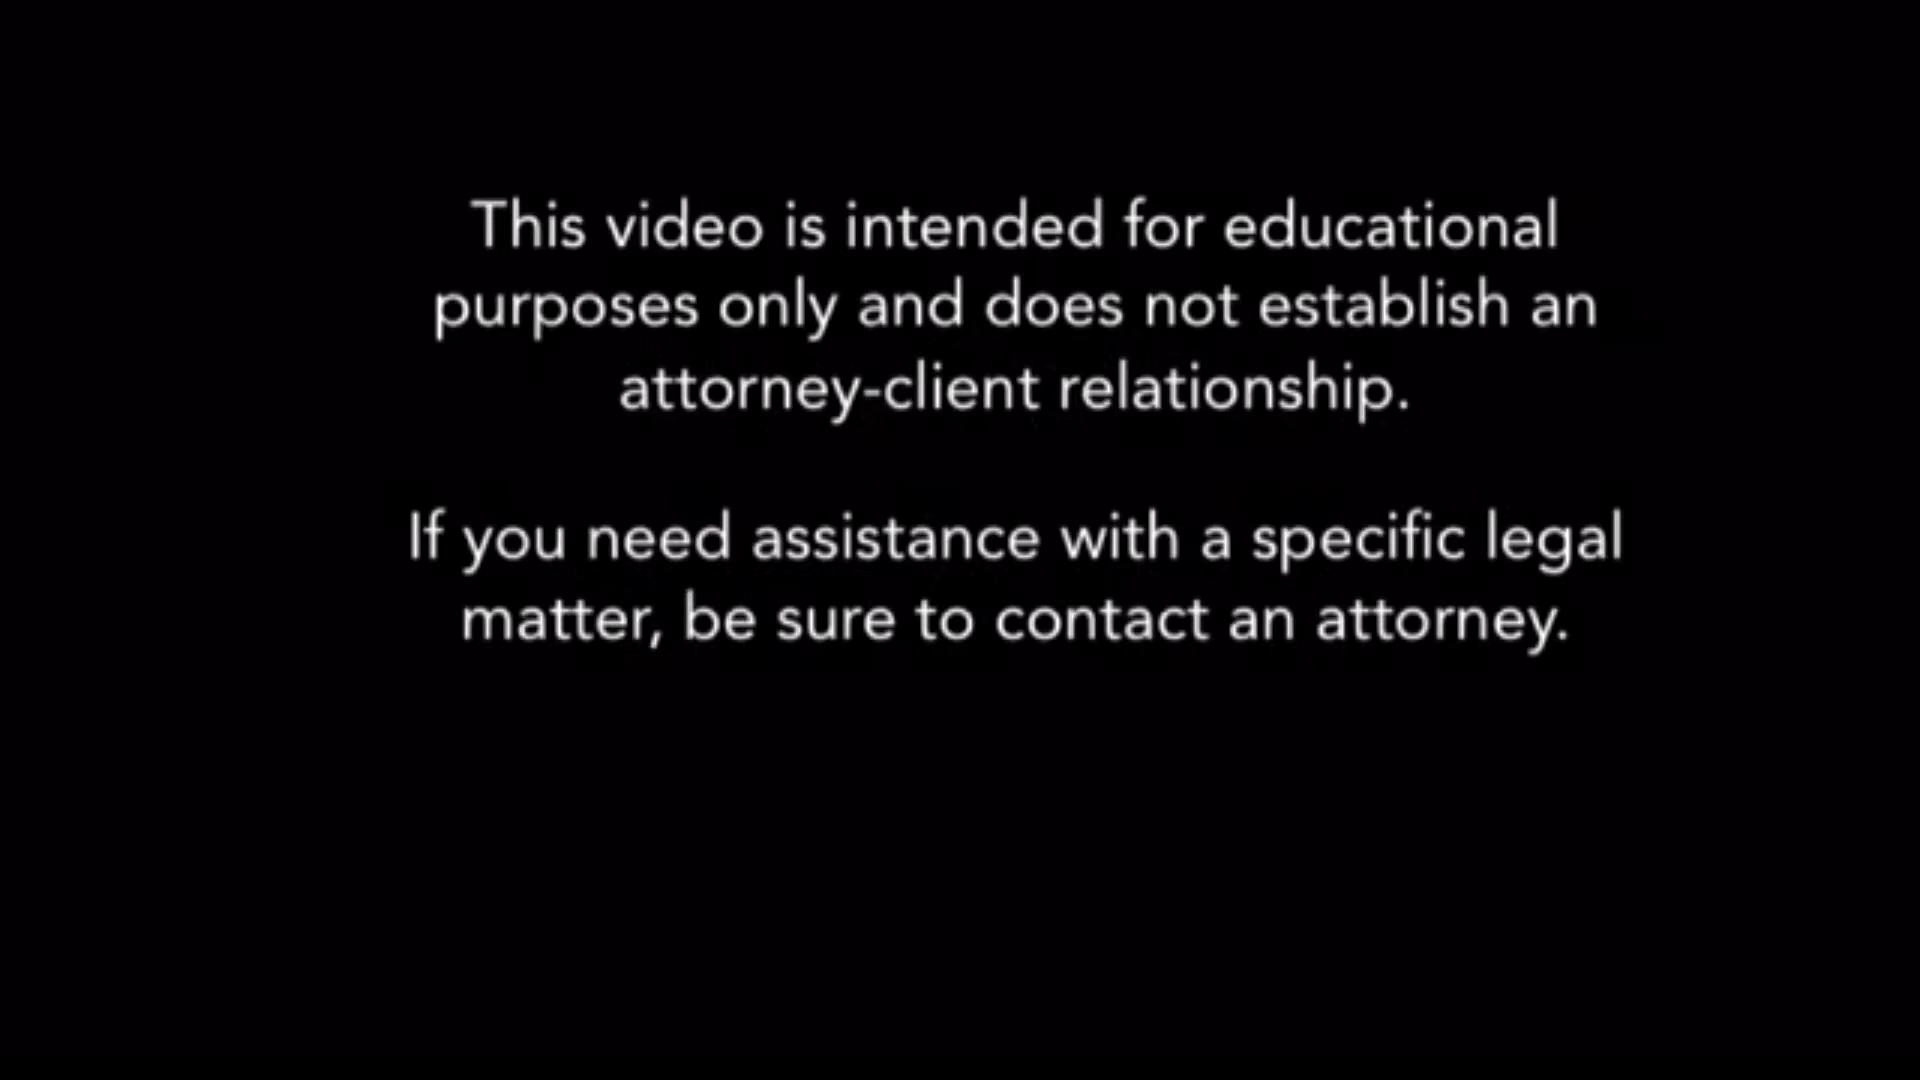 This video is intended for educational
purposes only and does not establish an
attorney-client relationship.
If you need assistance with a specific legal
matter, be sure to contact an attorney.